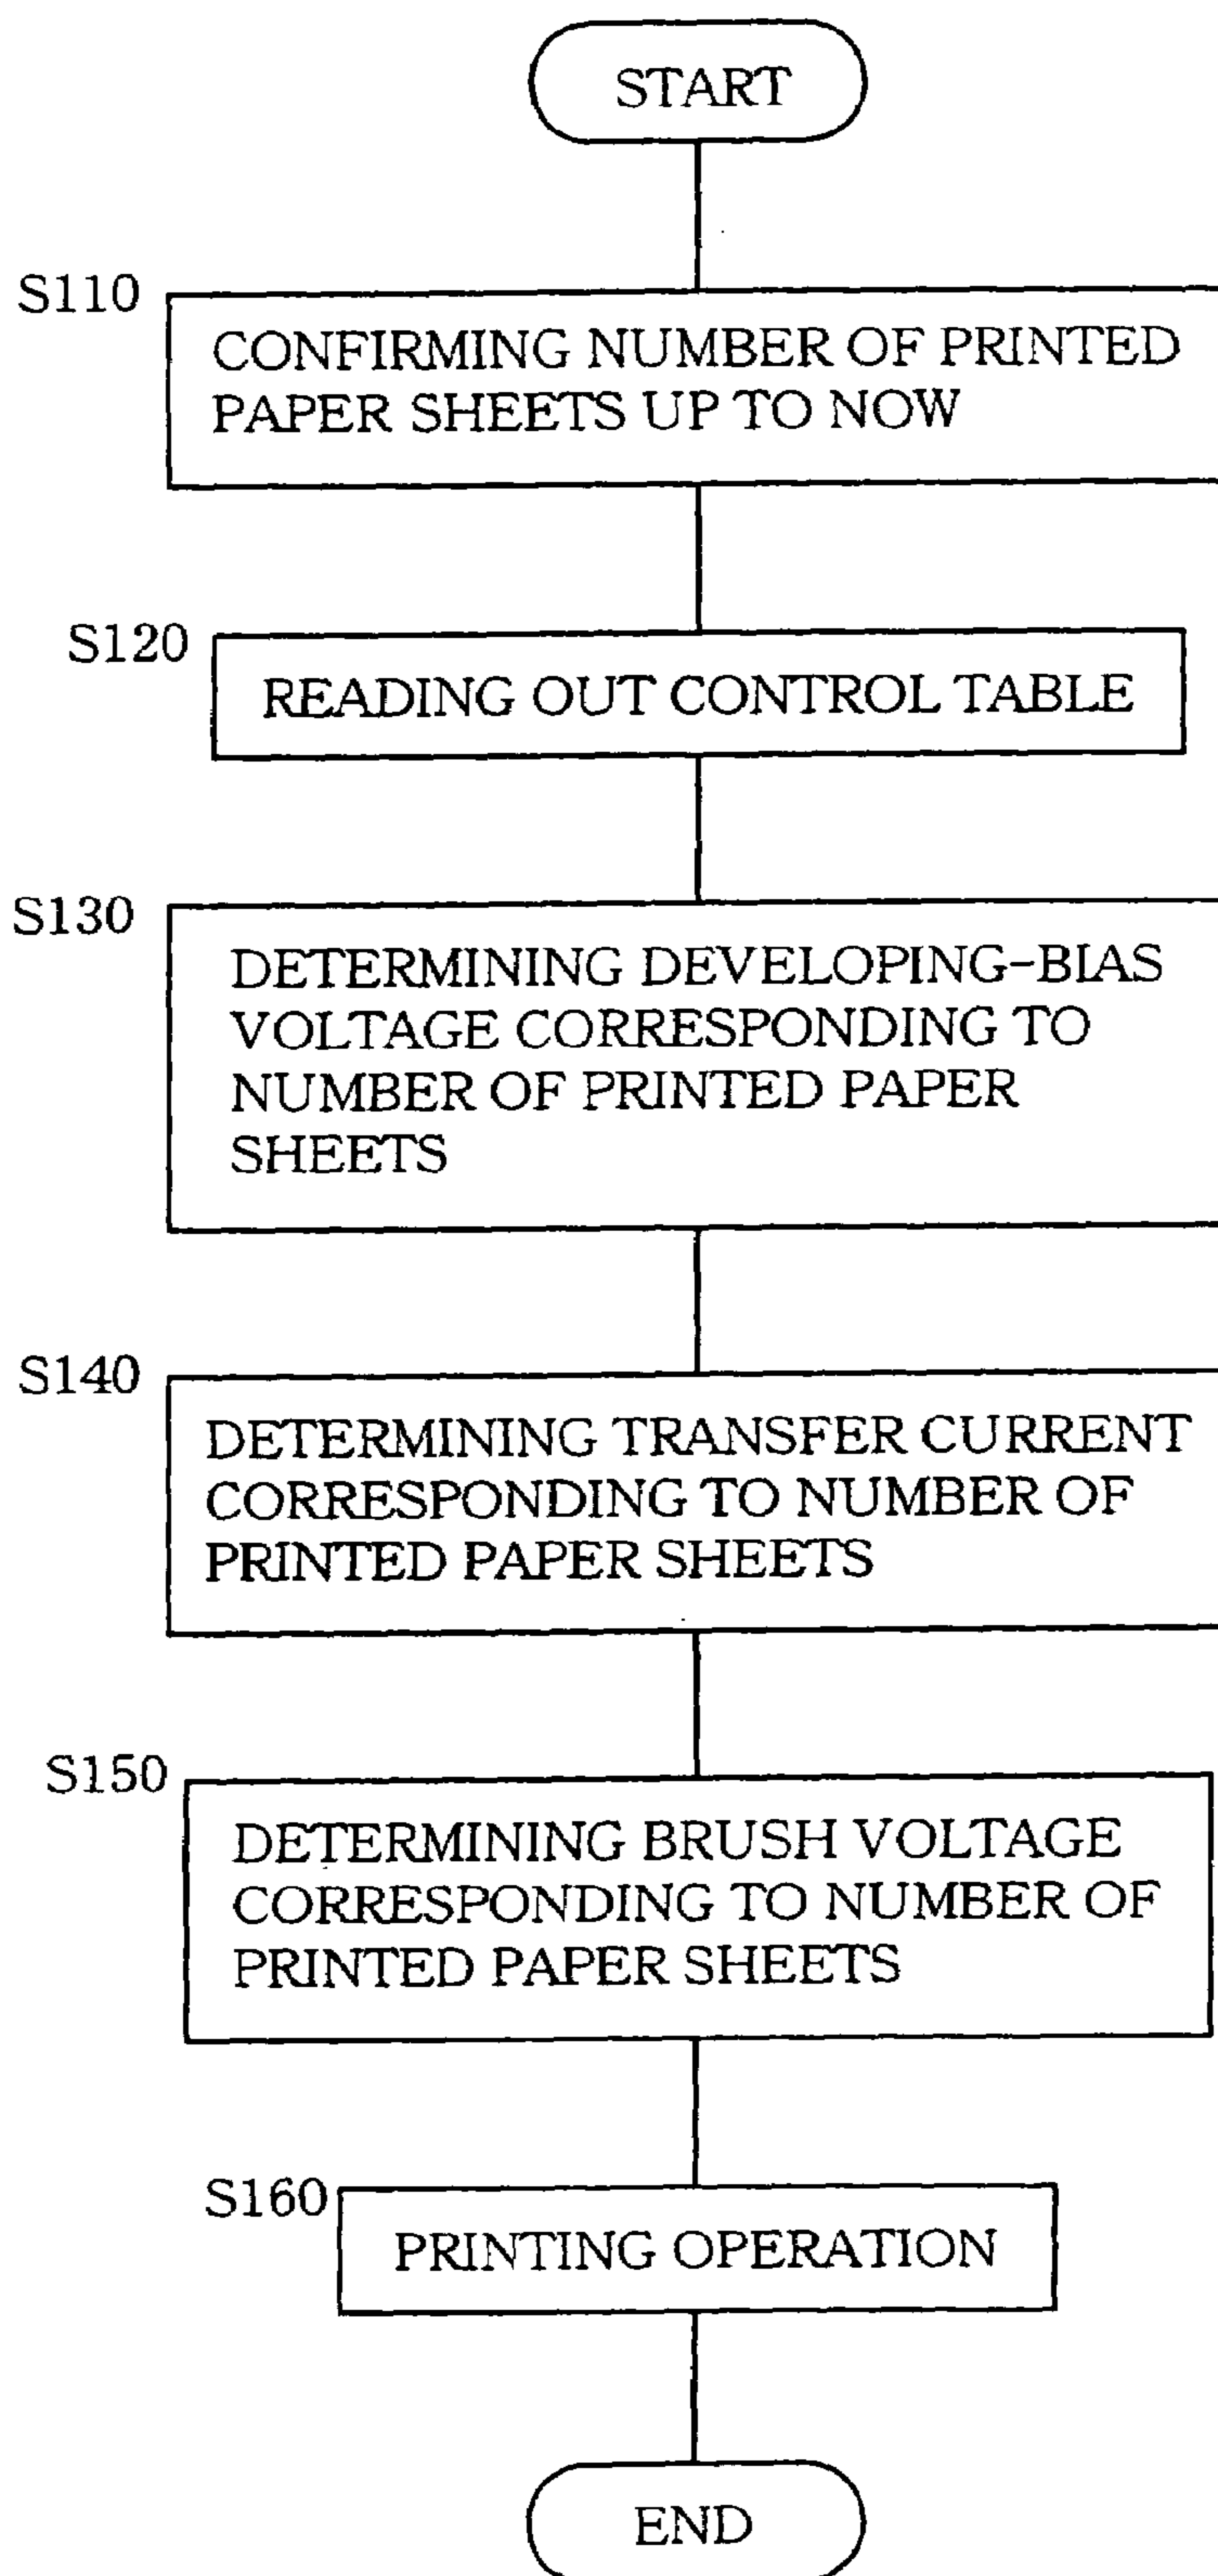 START
S110
CONFIRMING NUMBER OF PRINTED
PAPER SHEETS UP TO NOW
S120
READING OUT CONTROL TABLE
S130
DETERMINING DEVELOPING-BIAS
VOLTAGE CORRESPONDING TO
NUMBER OF PRINTED PAPER
SHEETS
S140
DETERMINING TRANSFER CURRENT
CORRESPONDING TO NUMBER OF
PRINTED PAPER SHEETS
S150
DETERMINING BRUSH VOLTAGE
CORRESPONDING TO NUMBER OF
PRINTED PAPER SHEETS
S160
PRINTING OPERATION
END